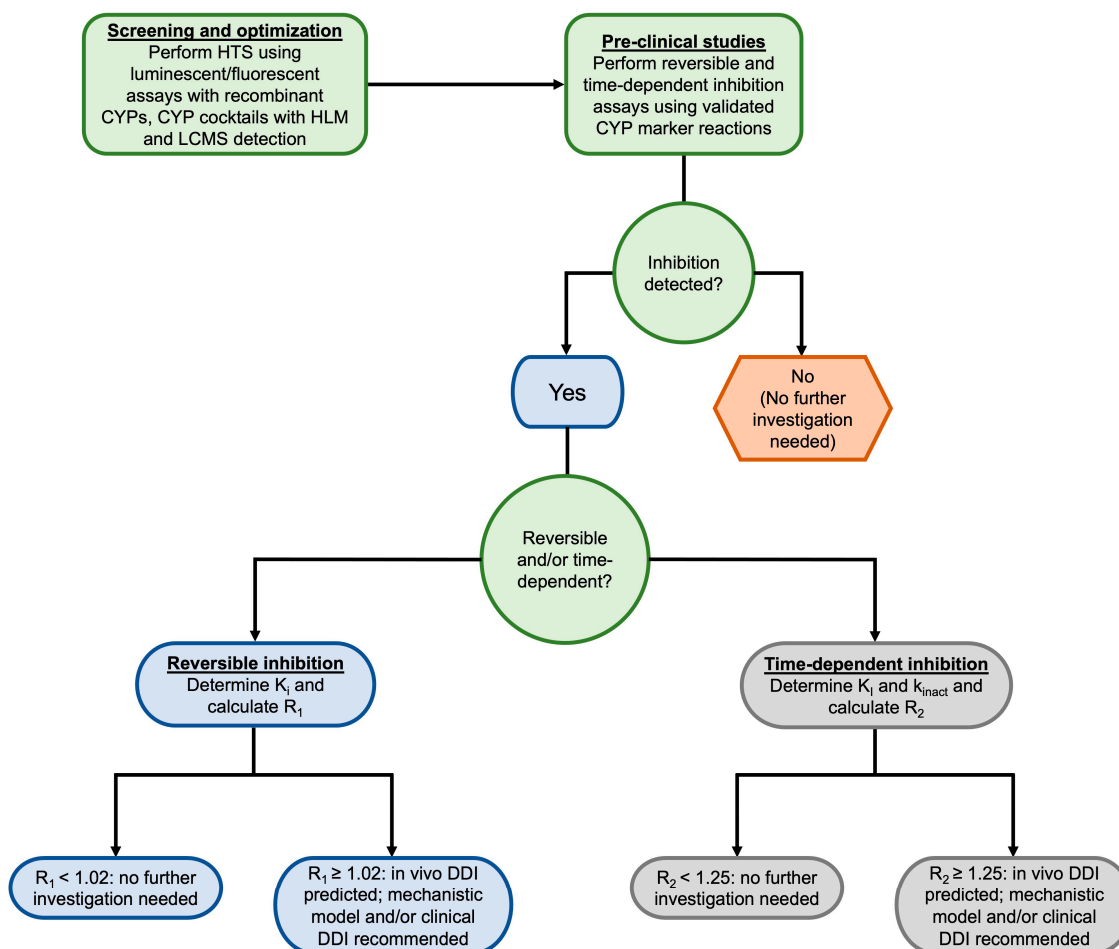 Screening and optimization
Perform HTS using
luminescent/fluorescent
assays with recombinant
CYPs, CYP cocktails with HLM
and LCMS detection
Pre-clinical studies
Perform reversible and
time-dependent inhibition
assays using validated
CYP marker reactions
Inhibition
detected?
Yes
No
(No further
investigation
needed)
Reversible
and/or time-
dependent?
Reversible inhibition
Determine Ki and
calculate R1
Time-dependent inhibition
Determine KI and kinact and
calculate R2
R1 < 1.02: no further
investigation needed
R1 ≥ 1.02: in vivo DDI
predicted; mechanistic
model and/or clinical
DDI recommended
R2 < 1.25: no further
investigation needed
R2 ≥ 1.25: in vivo DDI
predicted; mechanistic
model and/or clinical
DDI recommended